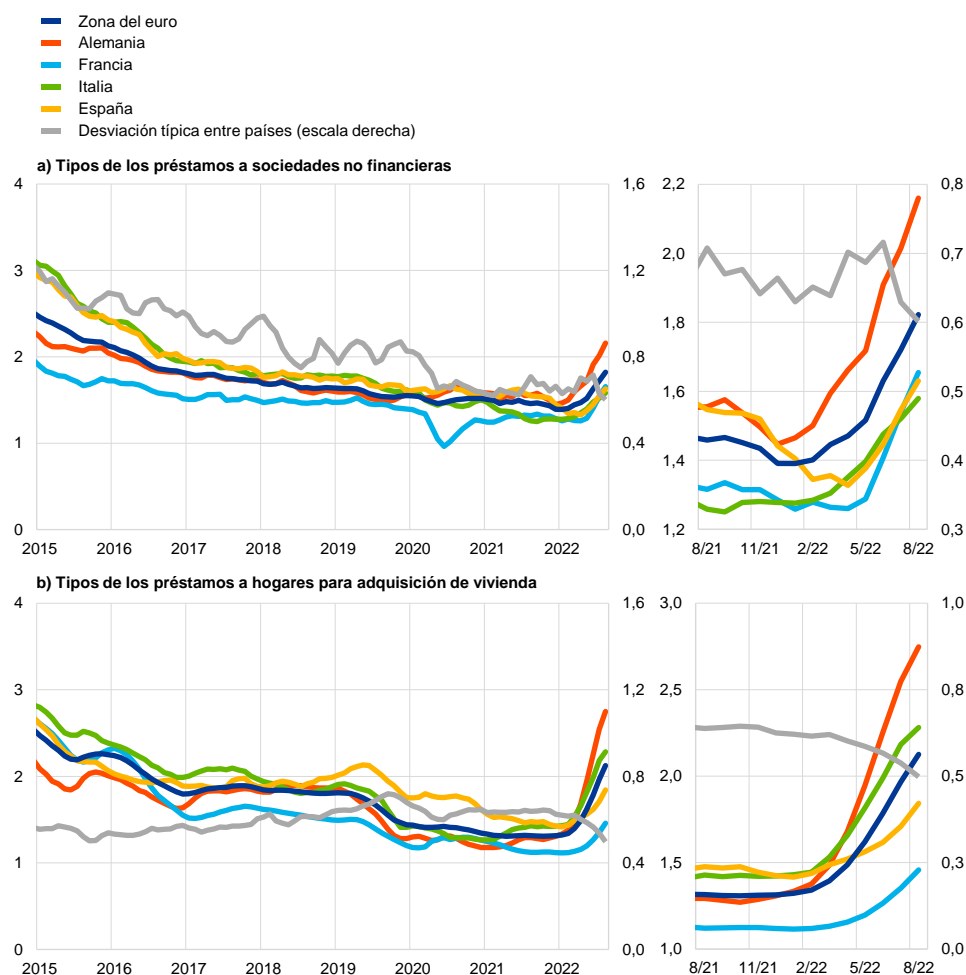 Zona del euro
Alemania
Francia
Italia
España
Desviación típica entre países (escala derecha)
a) Tipos de los préstamos a sociedades no financieras
4 1,6 2,2 0,8
2,0 0,7
3 1,2
1,8 0,6
2 0,8
1,6 0,5
1 0,4
1,4 0,4
0 0,0 1,2 0,3
2015 2016 2017 2018 2019 2020 2021 2022 8/21 11/21 2/22 5/22 8/22
b) Tipos de los préstamos a hogares para adquisición de vivienda
4 1,6 3,0 1,0
3 1,2 2,5 0,8
2 0,8 2,0 0,5
1 0,4 1,5 0,3
0 0,0 1,0 0,0
2015 2016 2017 2018 2019 2020 2021 2022 8/21 11/21 2/22 5/22 8/22